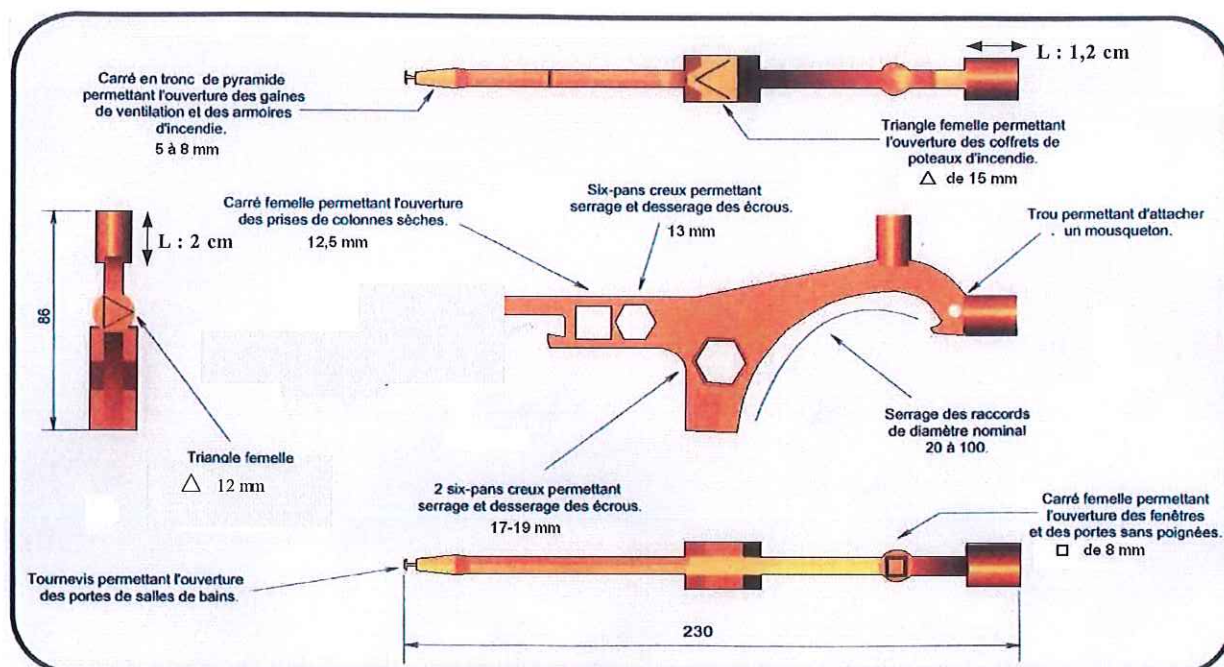 L : 1,2 cm
Carré en tronc de pyramide
permettant l'ouverture des gaines
de ventilation et des armoires
d'incendie.
5 à 8 mm
Triangle femelle permettant
l'ouverture des coffrets de
poteaux d'incendie.
△ de 15 mm
Carré femelle permettant l'ouverture
des prises de colonnes sèches.
12,5 mm
Six-pans creux permettant
serrage et desserage des écrous.
13 mm
Trou permettant d'attacher
un mousqueton.
L : 2 cm
86
Triangle femelle
△ 12 mm
Serrage des raccords
de diamètre nominal
20 à 100.
2 six-pans creux permettant
serrage et desserage des écrous.
17-19 mm
Carré femelle permettant
l'ouverture des fenêtres
et des portes sans poignées.
□ de 8 mm
Tournevis permettant l'ouverture
des portes de salles de bains.
230